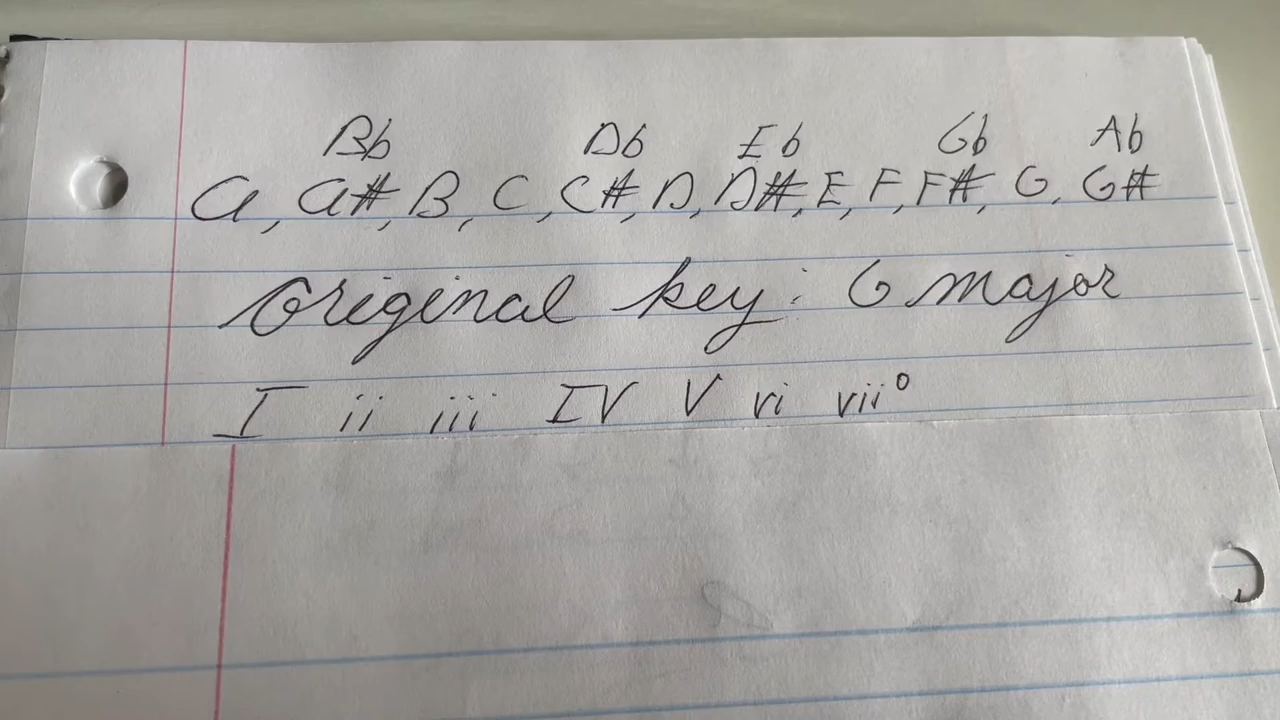 Bb Db Eb Gb Ab
A, A#, B, C, C#, D, D#, E, F, F#, G, G#
Original key: G major
I ii iii IV V vi vii°